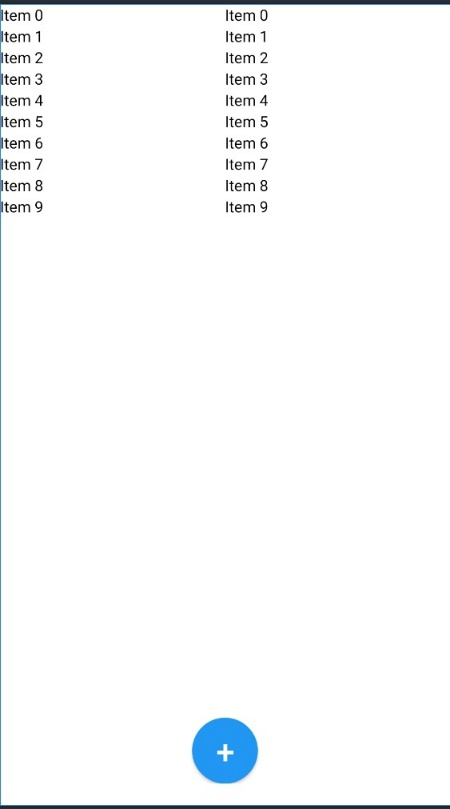 Item 0 Item 0
Item 1 Item 1
Item 2 Item 2
Item 3 Item 3
Item 4 Item 4
Item 5 Item 5
Item 6 Item 6
Item 7 Item 7
Item 8 Item 8
Item 9 Item 9
+